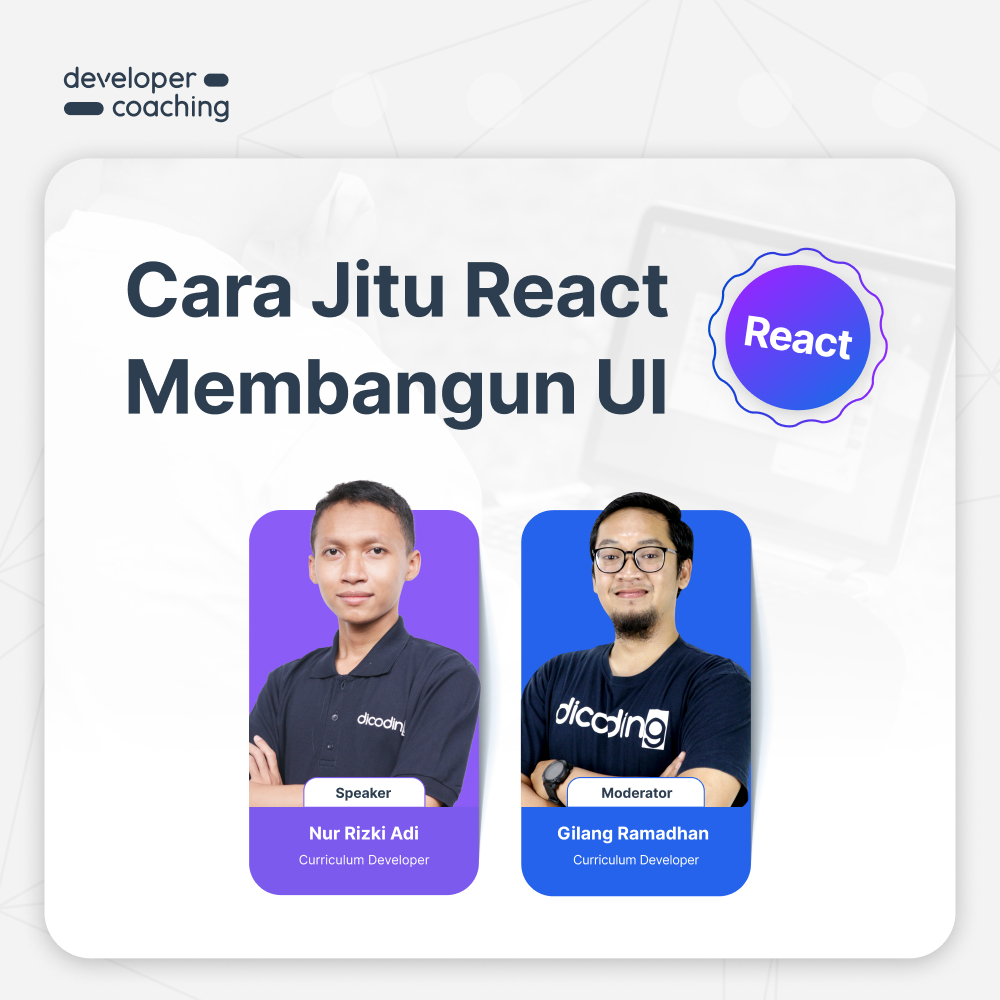 developer
coaching
Cara Jitu React
Membangun UI
React
dicoding
dicoding
Speaker
Moderator
Nur Rizki Adi
Curriculum Developer
Gilang Ramadhan
Curriculum Developer